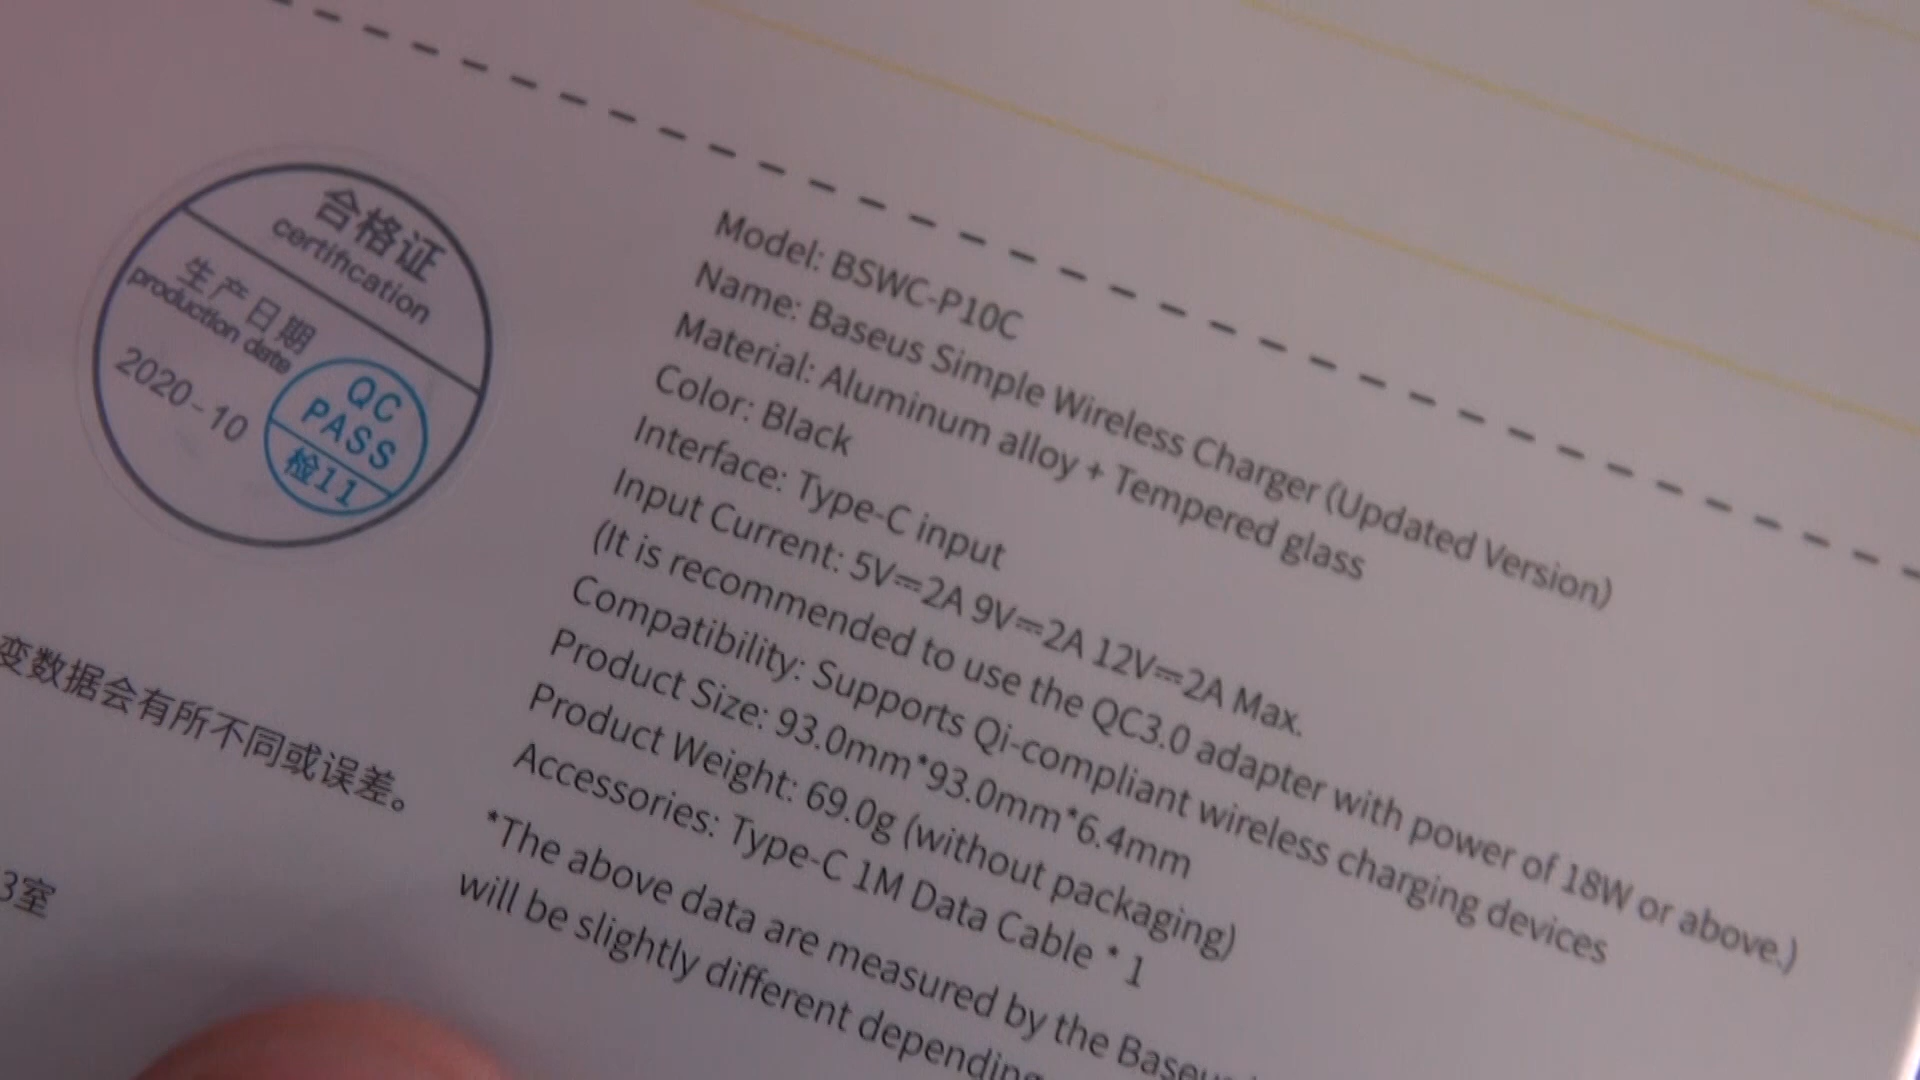 合格证
certification
生产日期
production date
2020-10
QC
PASS
检11
变数据会有所不同或误差。
3室
Model: BSWC-P10C
Name: Baseus Simple Wireless Charger (Updated Version)
Material: Aluminum alloy + Tempered glass
Color: Black
Interface: Type-C input
Input Current: 5V⎓2A 9V⎓2A 12V⎓2A Max.
(It is recommended to use the QC3.0 adapter with power of 18W or above.)
Compatibility: Supports Qi-compliant wireless charging devices
Product Size: 93.0mm*93.0mm*6.4mm
Product Weight: 69.0g (without packaging)
Accessories: Type-C 1M Data Cable * 1
*The above data are measured by the Baseus
will be slightly different depending